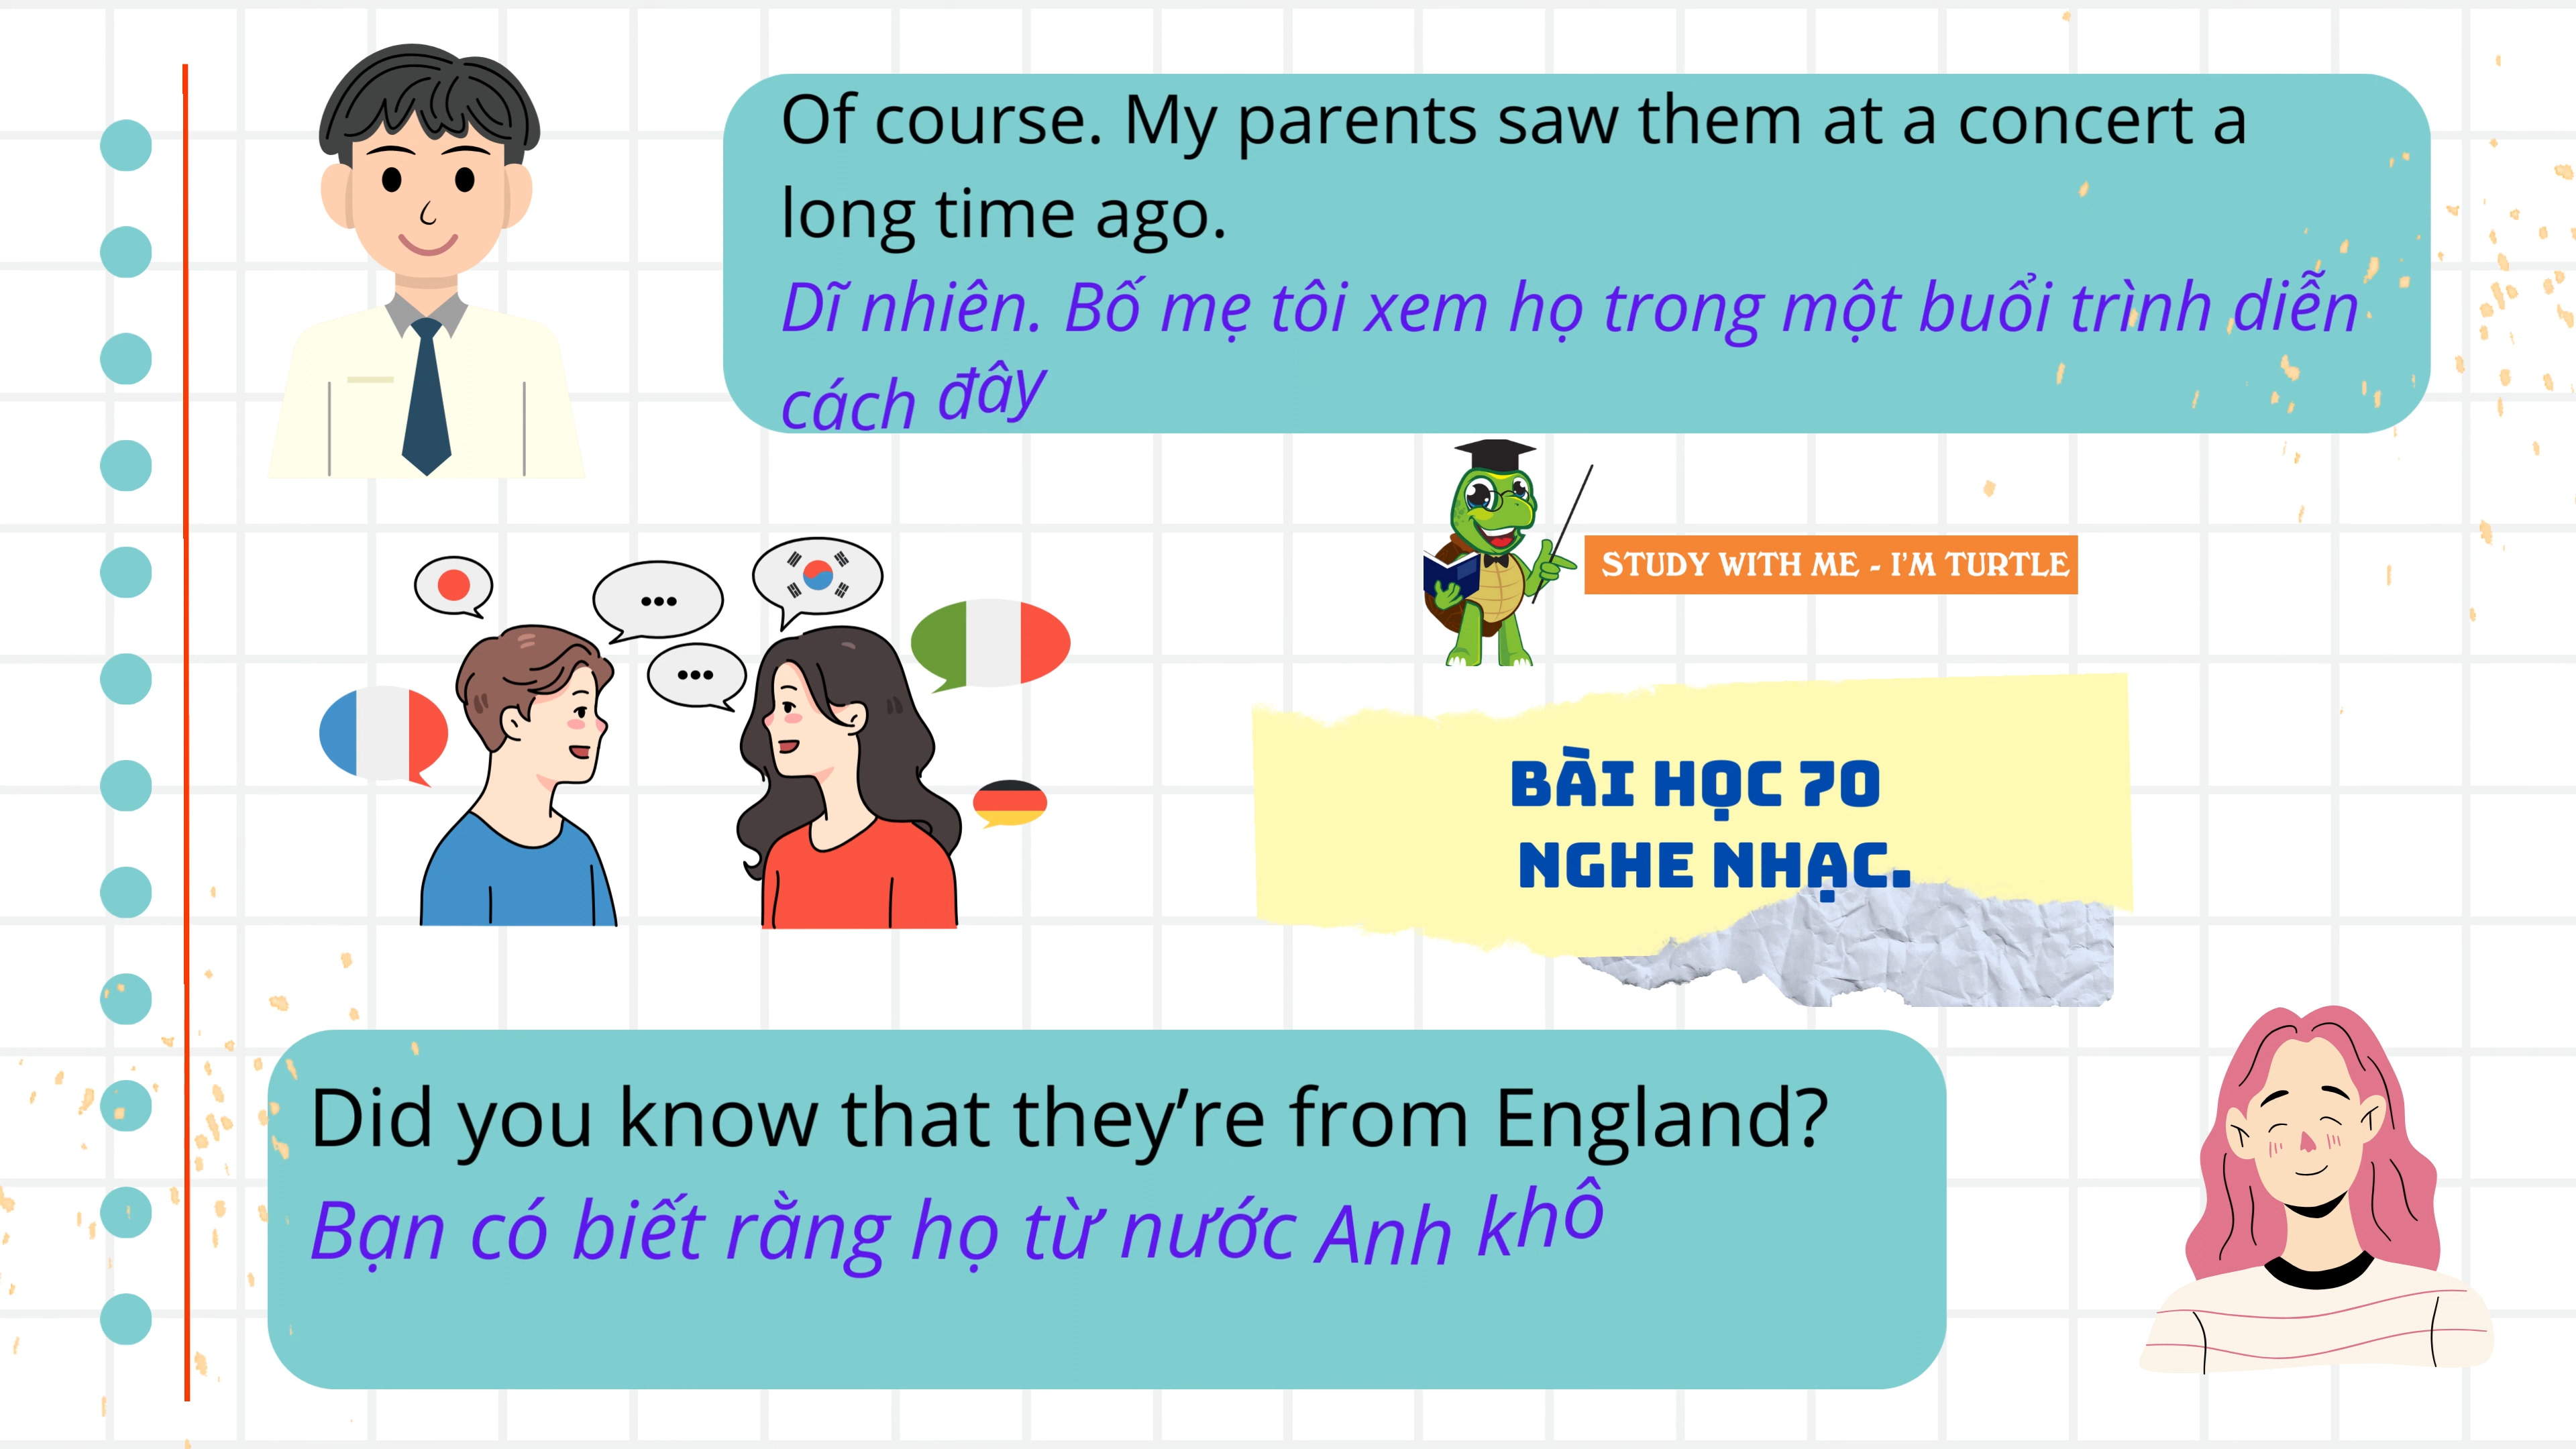 Of course. My parents saw them at a concert a
long time ago.
Dĩ nhiên. Bố mẹ tôi xem họ trong một buổi trình diễn
cách đây
STUDY WITH ME - I'M TURTLE
BÀI HỌC 70
NGHE NHẠC.
Did you know that they’re from England?
Bạn có biết rằng họ từ nước Anh khô